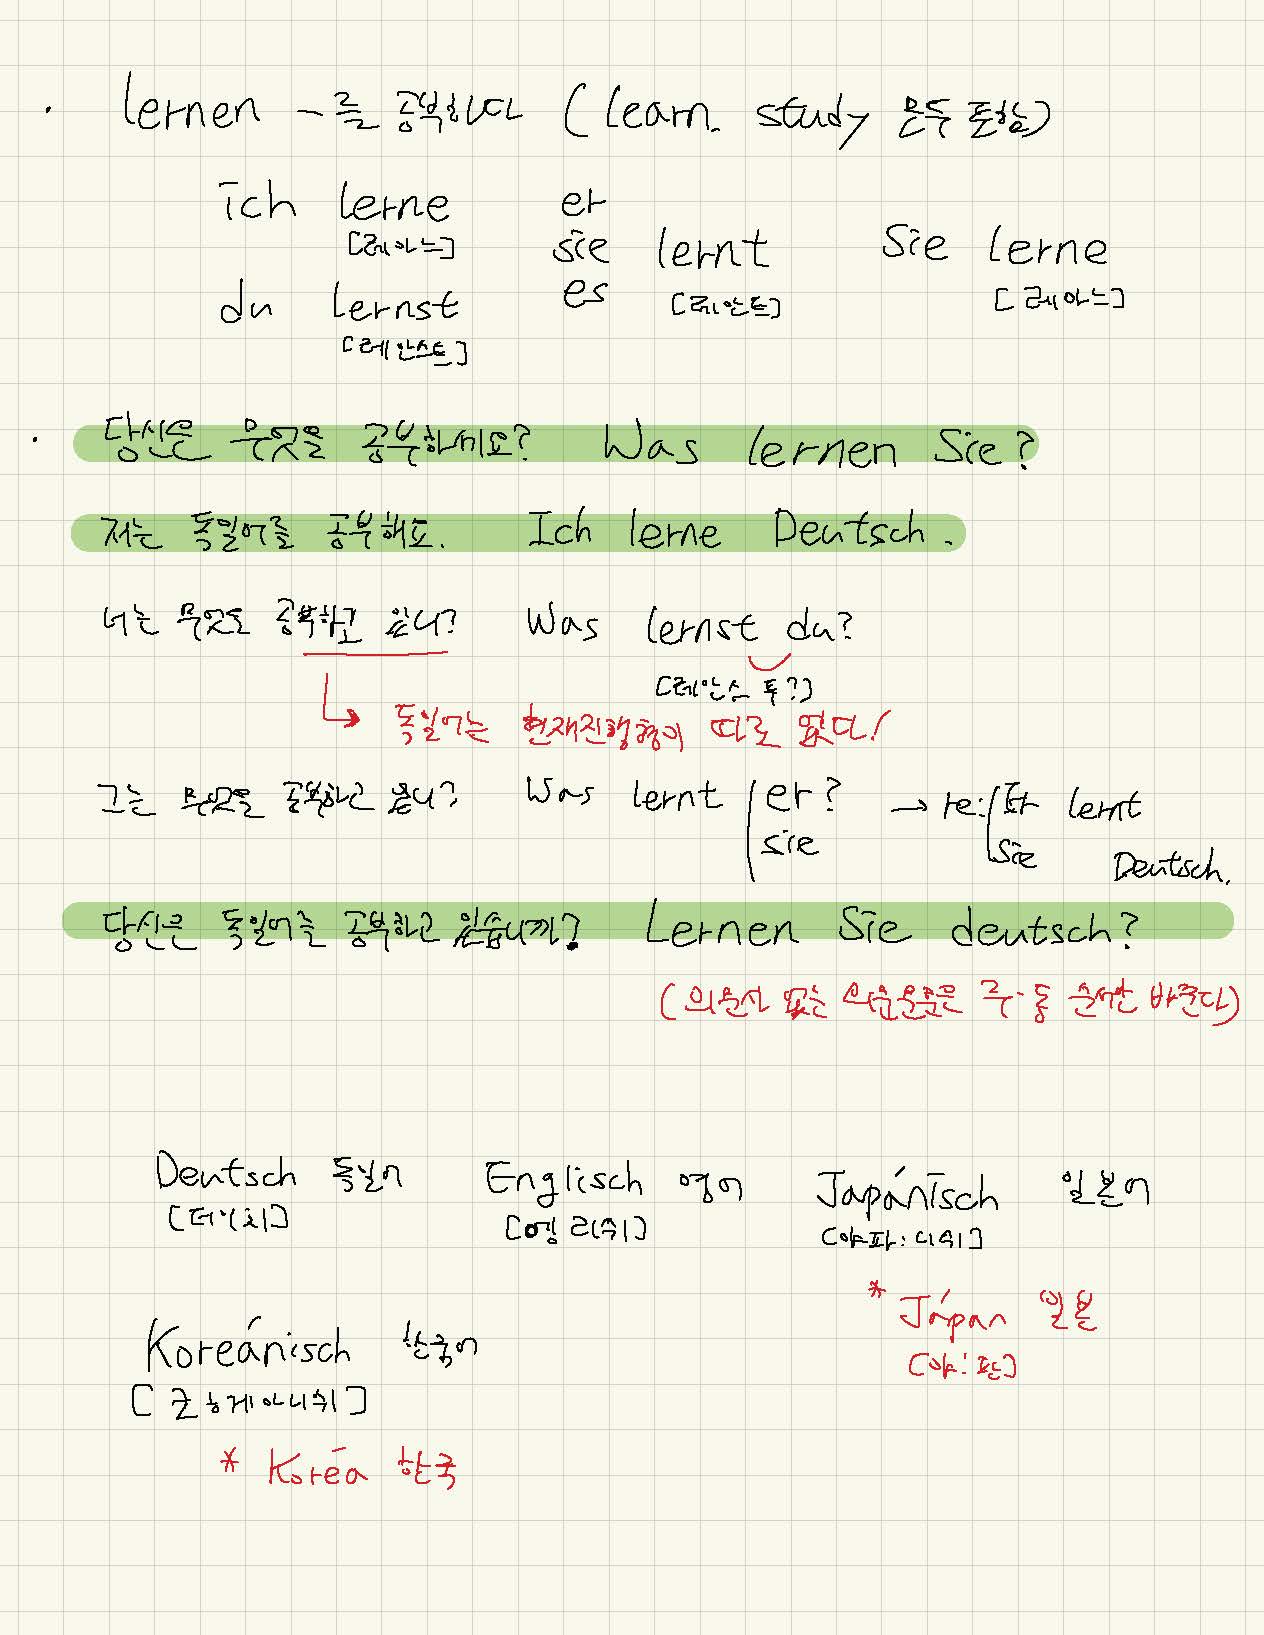 · lernen ~를 공부하다 (learn. study 모두 포함)
ich lerne
[레아느]
du lernst
[레안스트]
er
sie lernt
es
[레안트]
Sie lerne
[레아느]
· 당신은 무엇을 공부하세요? Was lernen Sie?
저는 독일어를 공부해요. Ich lerne Deutsch.
너는 무엇을 공부하고 있니? Was lernst du?
[레안스 투?]
↳ 독일어는 현재진행형이 따로 없다!
그는 무엇을 공부하고 있니? Was lernt er? → re: Er lernt
sie Sie Deutsch.
당신은 독일어를 공부하고 있습니까? Lernen Sie deutsch?
(의문사 없는 의문문은 주·동 순서만 바꾼다)
Deutsch 독일어 Englisch 영어 Japánisch 일본어
[더이취] [엥리쉬] [야파:니쉬]
* Jápan 일본
[야:판]
Koreánisch 한국어
[코헤아니쉬]
* Koréa 한국